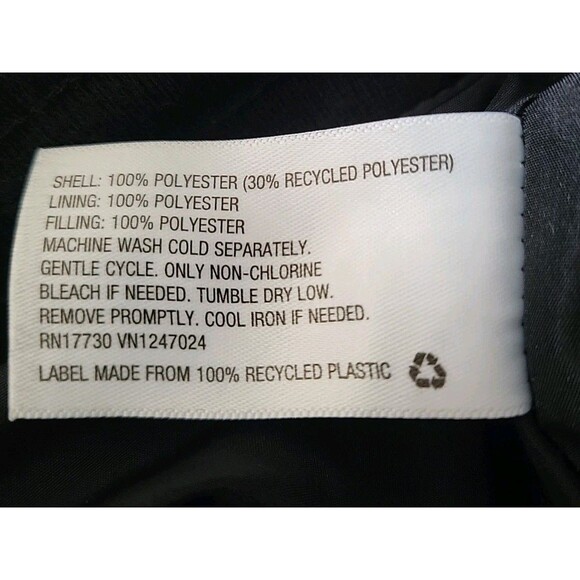 SHELL: 100% POLYESTER (30% RECYCLED POLYESTER)
LINING: 100% POLYESTER
FILLING: 100% POLYESTER
MACHINE WASH COLD SEPARATELY.
GENTLE CYCLE. ONLY NON-CHLORINE
BLEACH IF NEEDED. TUMBLE DRY LOW.
REMOVE PROMPTLY. COOL IRON IF NEEDED.
RN17730 VN1247024
LABEL MADE FROM 100% RECYCLED PLASTIC